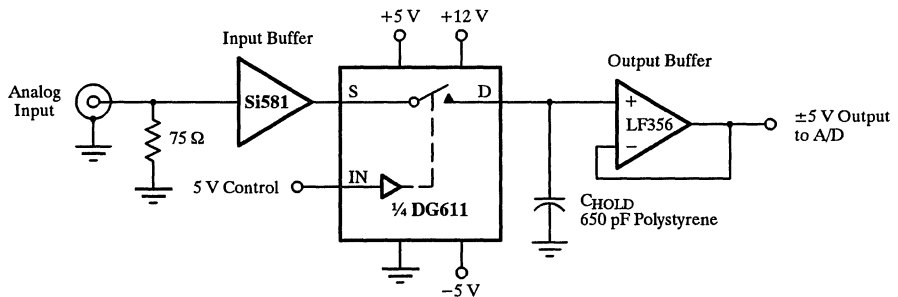 +5 V
+12 V
Input Buffer
Output Buffer
Analog
Input
Si581
S
D
+
LF356
−
±5 V Output
to A/D
75 Ω
5 V Control
IN
¼ DG611
CHOLD
650 pF Polystyrene
−5 V